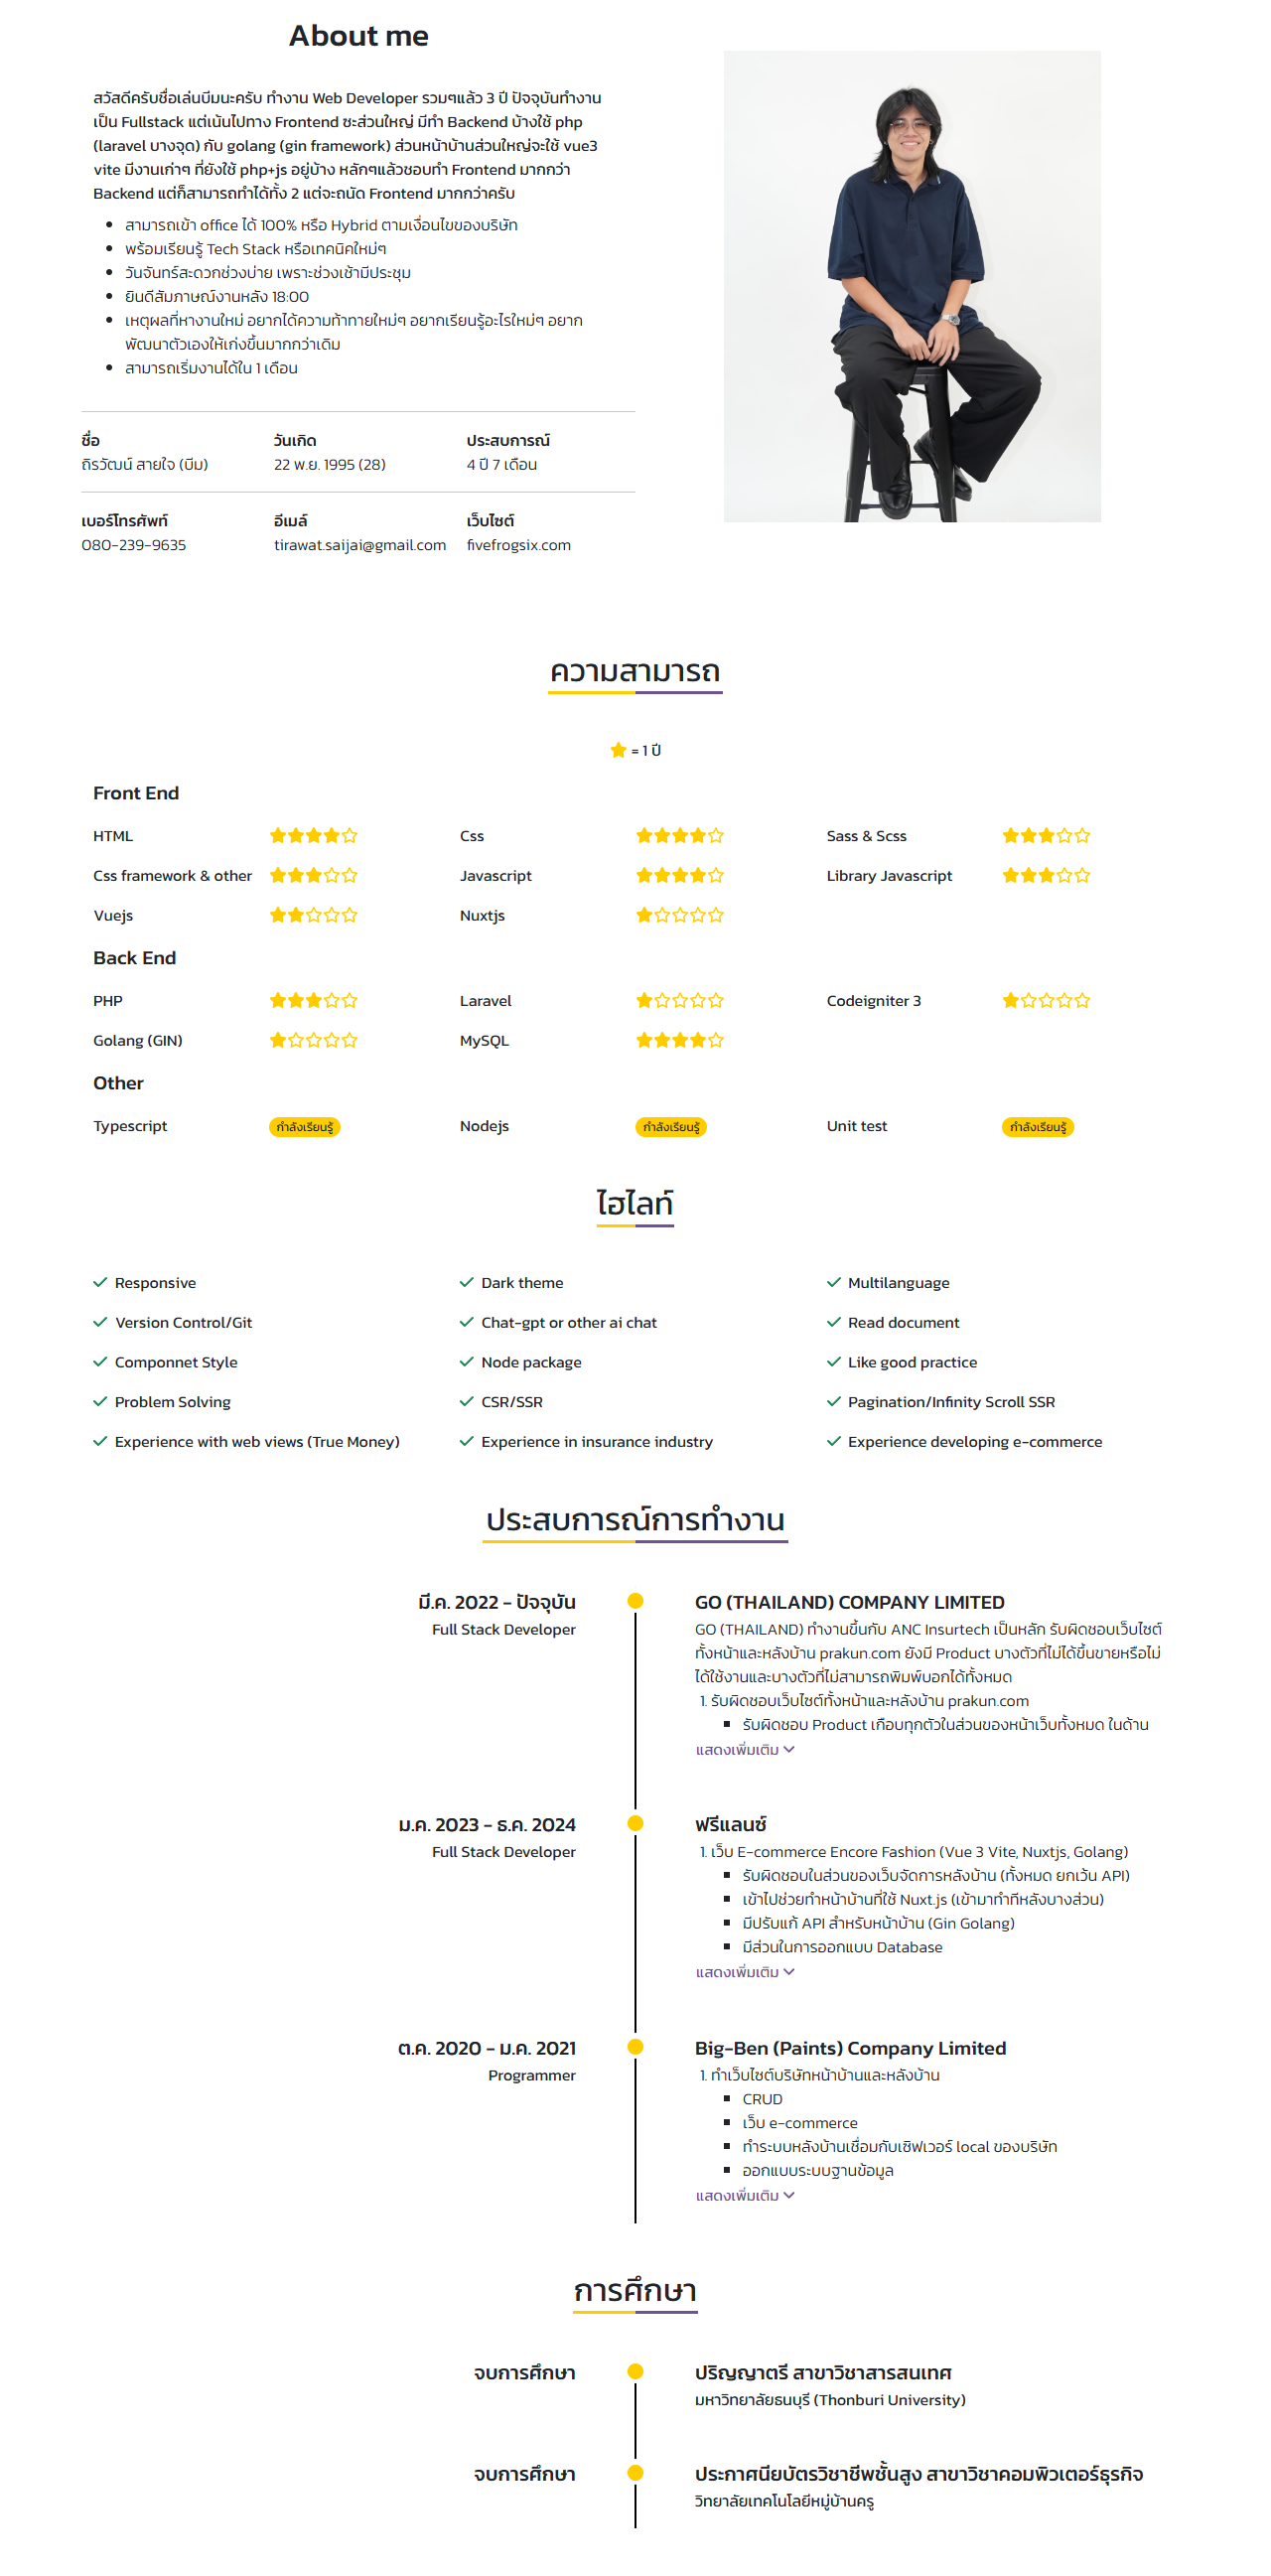 About me
สวัสดีครับชื่อเล่นบีมนะครับ ทำงาน Web Developer รวมๆแล้ว 3 ปี ปัจจุบันทำงาน
เป็น Fullstack แต่เน้นไปทาง Frontend ซะส่วนใหญ่ มีทำ Backend บ้างใช้ php
(laravel บางจุด) กับ golang (gin framework) ส่วนหน้าบ้านส่วนใหญ่จะใช้ vue3
vite มีงานเก่าๆ ที่ยังใช้ php+js อยู่บ้าง หลักๆแล้วชอบทำ Frontend มากกว่า
Backend แต่ก็สามารถทำได้ทั้ง 2 แต่จะถนัด Frontend มากกว่าครับ
สามารถเข้า office ได้ 100% หรือ Hybrid ตามเงื่อนไขของบริษัท
พร้อมเรียนรู้ Tech Stack หรือเทคนิคใหม่ๆ
วันจันทร์สะดวกช่วงบ่าย เพราะช่วงเช้ามีประชุม
ยินดีสัมภาษณ์งานหลัง 18:00
เหตุผลที่หางานใหม่ อยากได้ความท้าทายใหม่ๆ อยากเรียนรู้อะไรใหม่ๆ อยาก
พัฒนาตัวเองให้เก่งขึ้นมากกว่าเดิม
สามารถเริ่มงานได้ใน 1 เดือน
ชื่อ วันเกิด ประสบการณ์
ถิรวัฒน์ สายใจ (บีม) 22 พ.ย. 1995 (28) 4 ปี 7 เดือน
เบอร์โทรศัพท์ อีเมล์ เว็บไซต์
080-239-9635 tirawat.saijai@gmail.com fivefrogsix.com
ความสามารถ
= 1 ปี
Front End
HTML Css Sass & Scss
Css framework & other Javascript Library Javascript
Vuejs Nuxtjs
Back End
PHP Laravel Codeigniter 3
Golang (GIN) MySQL
Other
Typescript กำลังเรียนรู้ Nodejs กำลังเรียนรู้ Unit test กำลังเรียนรู้
ไฮไลท์
Responsive Dark theme Multilanguage
Version Control/Git Chat-gpt or other ai chat Read document
Componnet Style Node package Like good practice
Problem Solving CSR/SSR Pagination/Infinity Scroll SSR
Experience with web views (True Money) Experience in insurance industry Experience developing e-commerce
ประสบการณ์การทำงาน
มี.ค. 2022 - ปัจจุบัน
Full Stack Developer
GO (THAILAND) COMPANY LIMITED
GO (THAILAND) ทำงานขึ้นกับ ANC Insurtech เป็นหลัก รับผิดชอบเว็บไซต์
ทั้งหน้าและหลังบ้าน prakun.com ยังมี Product บางตัวที่ไม่ได้ขึ้นขายหรือไม่
ได้ใช้งานและบางตัวที่ไม่สามารถพิมพ์บอกได้ทั้งหมด
1. รับผิดชอบเว็บไซต์ทั้งหน้าและหลังบ้าน prakun.com
รับผิดชอบ Product เกือบทุกตัวในส่วนของหน้าเว็บทั้งหมด ในด้าน
แสดงเพิ่มเติม
ม.ค. 2023 - ธ.ค. 2024
Full Stack Developer
ฟรีแลนซ์
1. เว็บ E-commerce Encore Fashion (Vue 3 Vite, Nuxtjs, Golang)
รับผิดชอบในส่วนของเว็บจัดการหลังบ้าน (ทั้งหมด ยกเว้น API)
เข้าไปช่วยทำหน้าบ้านที่ใช้ Nuxt.js (เข้ามาทำทีหลังบางส่วน)
มีปรับแก้ API สำหรับหน้าบ้าน (Gin Golang)
มีส่วนในการออกแบบ Database
แสดงเพิ่มเติม
ต.ค. 2020 - ม.ค. 2021
Programmer
Big-Ben (Paints) Company Limited
1. ทำเว็บไซต์บริษัทหน้าบ้านและหลังบ้าน
CRUD
เว็บ e-commerce
ทำระบบหลังบ้านเชื่อมกับเซิฟเวอร์ local ของบริษัท
ออกแบบระบบฐานข้อมูล
แสดงเพิ่มเติม
การศึกษา
จบการศึกษา
ปริญญาตรี สาขาวิชาสารสนเทศ
มหาวิทยาลัยธนบุรี (Thonburi University)
จบการศึกษา
ประกาศนียบัตรวิชาชีพชั้นสูง สาขาวิชาคอมพิวเตอร์ธุรกิจ
วิทยาลัยเทคโนโลยีหมู่บ้านครู